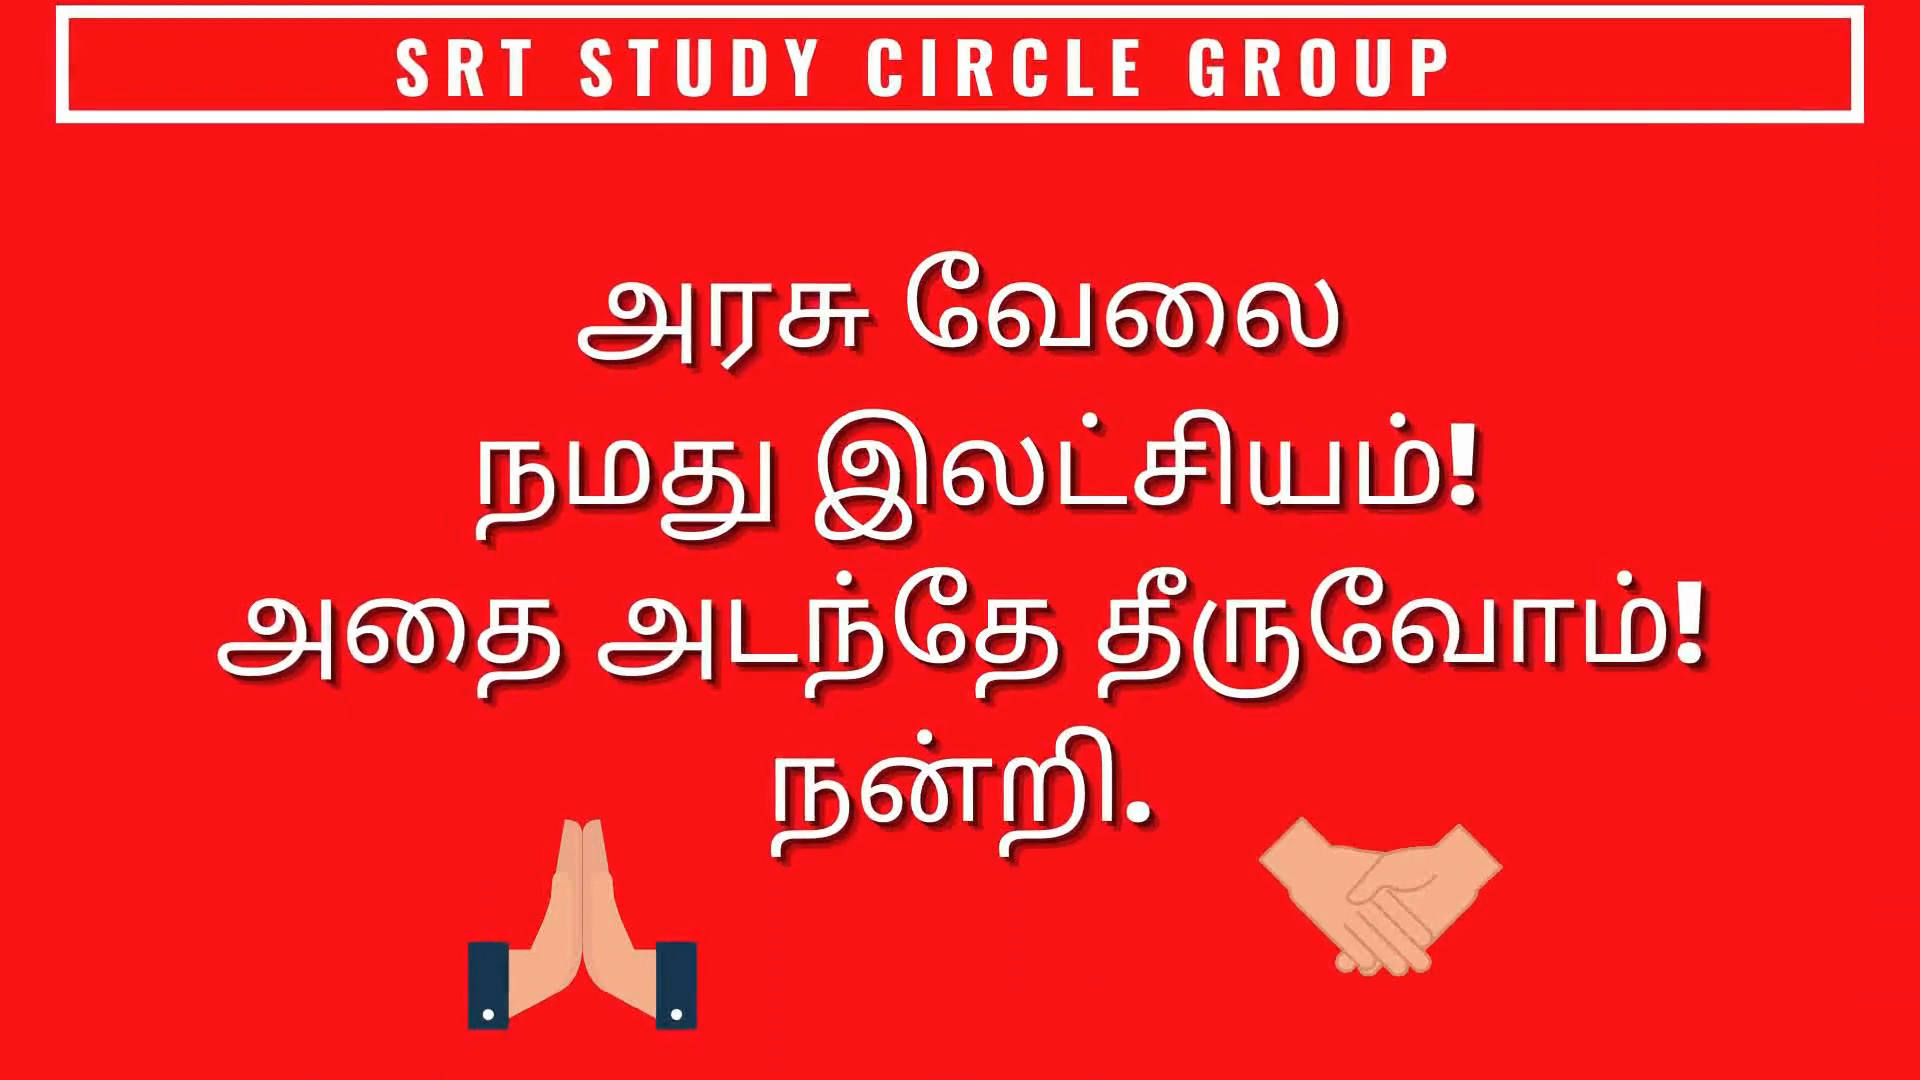 SRT STUDY CIRCLE GROUP
அரசு வேலை
நமது இலட்சியம்!
அதை அடந்தே தீருவோம்!
நன்றி.